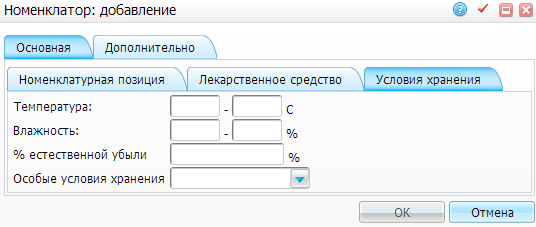 Номенклатор: добавление
Основная Дополнительно
Номенклатурная позиция Лекарственное средство Условия хранения
Температура: - C
Влажность: - %
% естественной убыли %
Особые условия хранения
OK Отмена